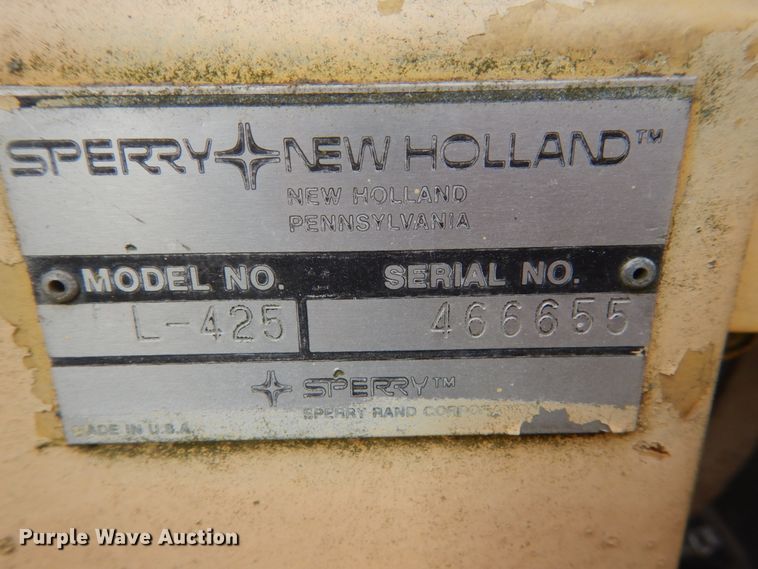 SPERRY NEW HOLLAND™
NEW HOLLAND
PENNSYLVANIA
MODEL NO. SERIAL NO.
L-425 466655
SPERRY™
SPERRY RAND
MADE IN U.S.A.
Purple Wave Auction